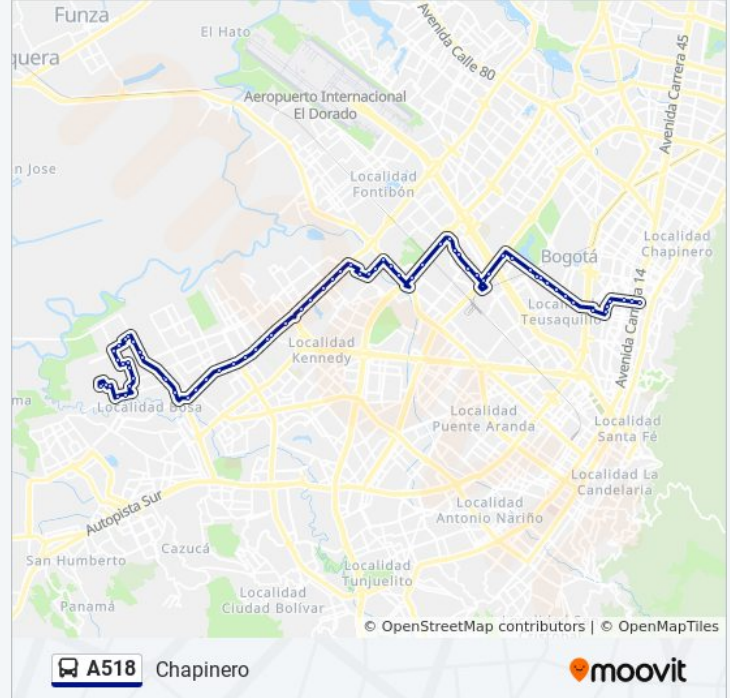 Funza
El Hato
Avenida Calle 80
Avenida Carrera 45
quera
Aeropuerto Internacional
El Dorado
n Jose
Localidad
Fontibón
Localidad
Chapinero
Bogotá
Localidad
Teusaquillo
Avenida Carrera 14
Localidad
Kennedy
ma
Localidad Bosa
Localidad
Puente Aranda
Localidad
Santa Fé
Localidad La
Candelaria
Autopista Sur
Localidad
Antonio Nariño
Cazucá
San Humberto
Localidad
Tunjuelito
Localidad
Ciudad Bolívar
Panamá
© OpenStreetMap contributors | © OpenMapTiles
A518 Chapinero
moovit